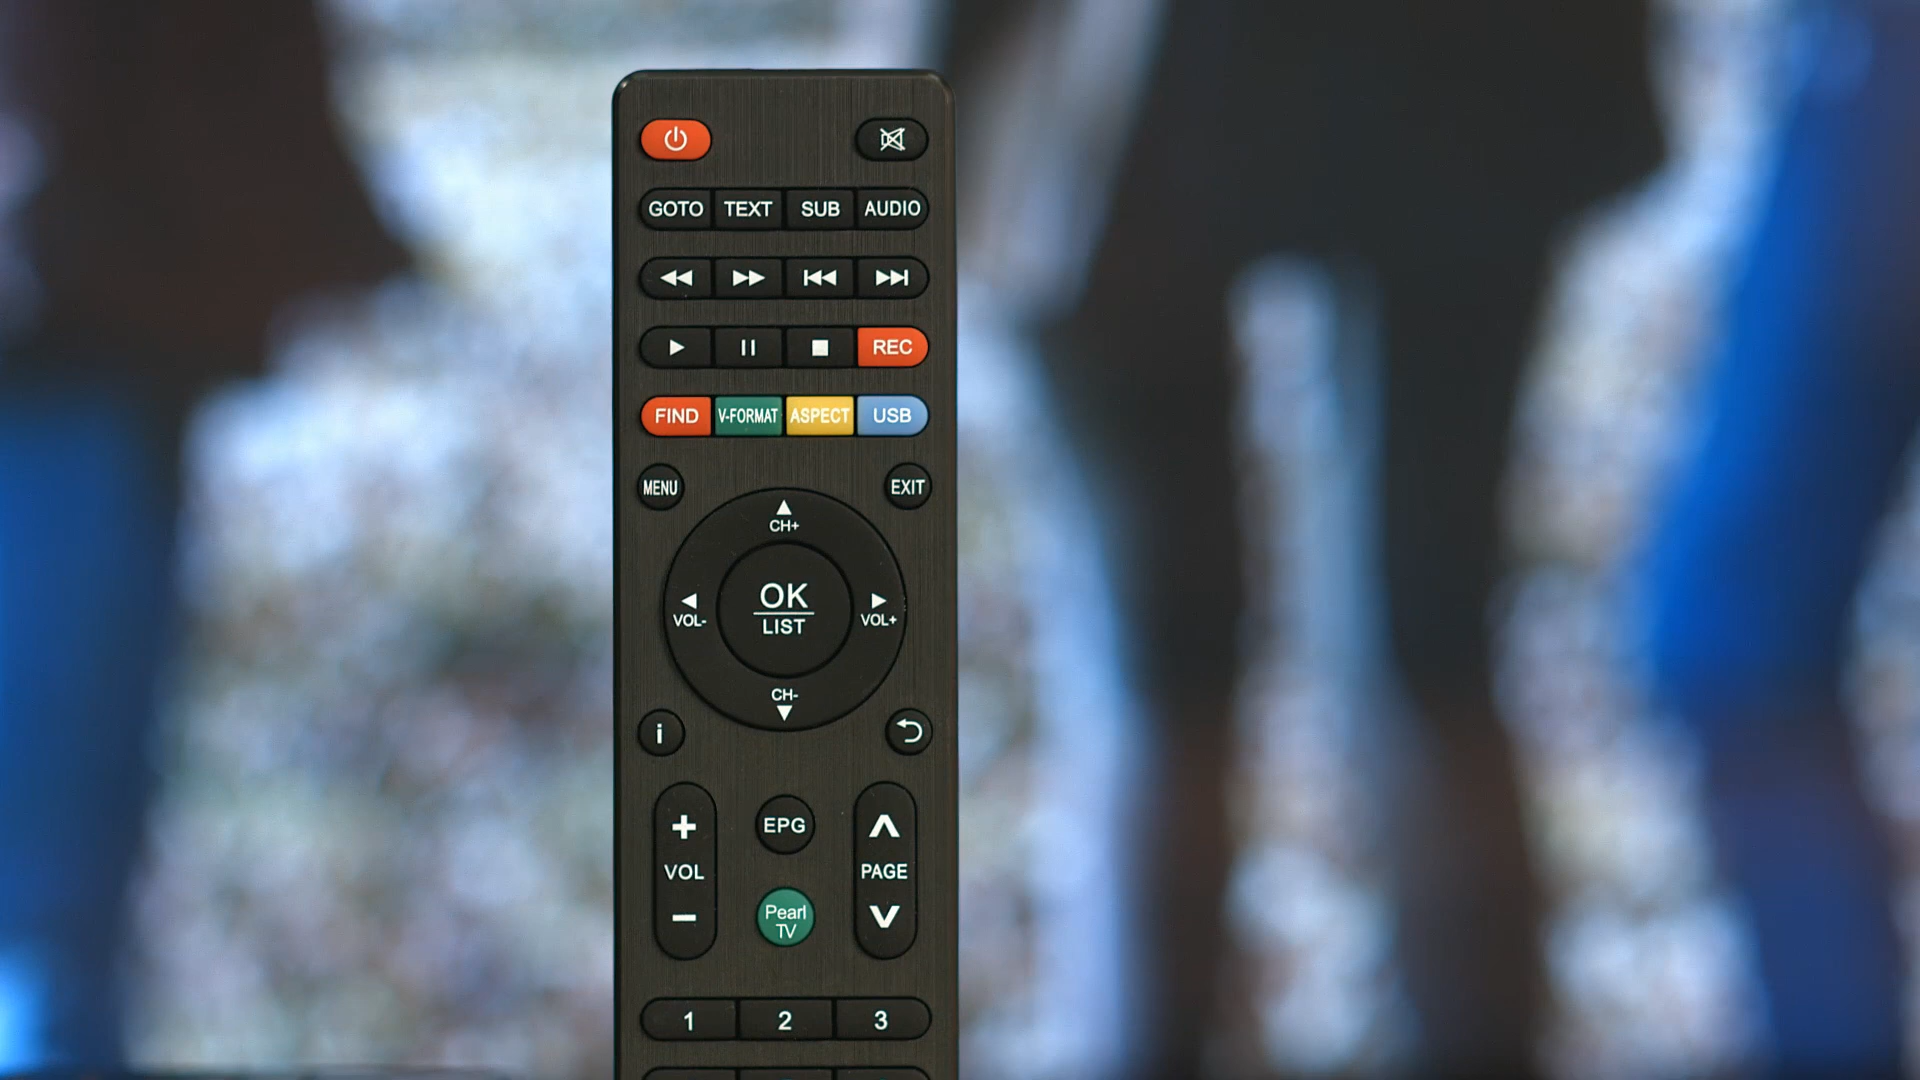 GOTO TEXT SUB AUDIO
REC
FIND V-FORMAT ASPECT USB
MENU EXIT
CH+
OK
LIST
VOL- VOL+
CH-
i
+
EPG
VOL PAGE
-
Pearl
TV
1 2 3